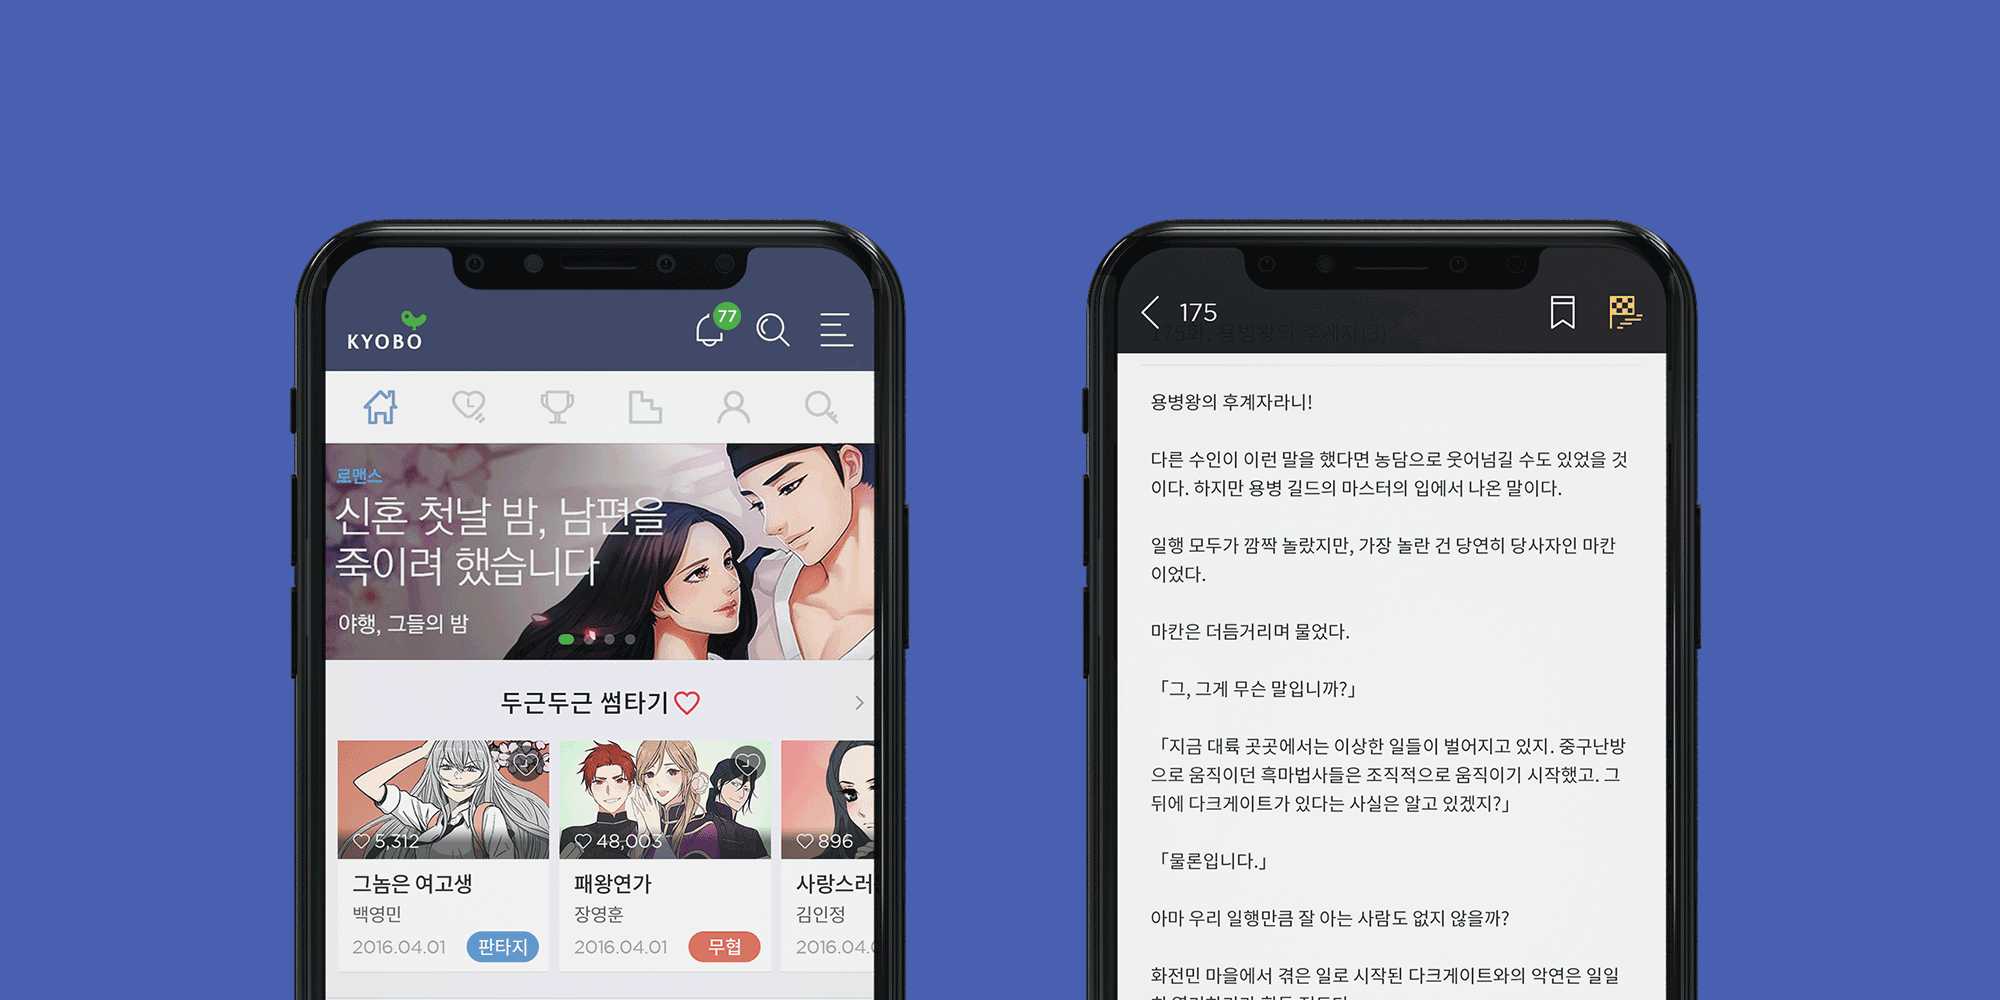 KYOBO
77
로맨스
신혼 첫날 밤, 남편을
죽이려 했습니다
야행, 그들의 밤
두근두근 썸타기
5,312
48,003
896
그놈은 여고생
패왕연가
사랑스러
백영민
장영훈
김인정
2016.04.01
판타지
2016.04.01
무협
2016.04.0
175
175화. 용병왕의 후계자(3)
용병왕의 후계자라니!
다른 수인이 이런 말을 했다면 농담으로 웃어넘길 수도 있었을 것
이다. 하지만 용병 길드의 마스터의 입에서 나온 말이다.
일행 모두가 깜짝 놀랐지만, 가장 놀란 건 당연히 당사자인 마칸
이었다.
마칸은 더듬거리며 물었다.
「그, 그게 무슨 말입니까?」
「지금 대륙 곳곳에서는 이상한 일들이 벌어지고 있지. 중구난방
으로 움직이던 흑마법사들은 조직적으로 움직이기 시작했고. 그
뒤에 다크게이트가 있다는 사실은 알고 있겠지?」
「물론입니다.」
아마 우리 일행만큼 잘 아는 사람도 없지 않을까?
화전민 마을에서 겪은 일로 시작된 다크게이트와의 악연은 일일